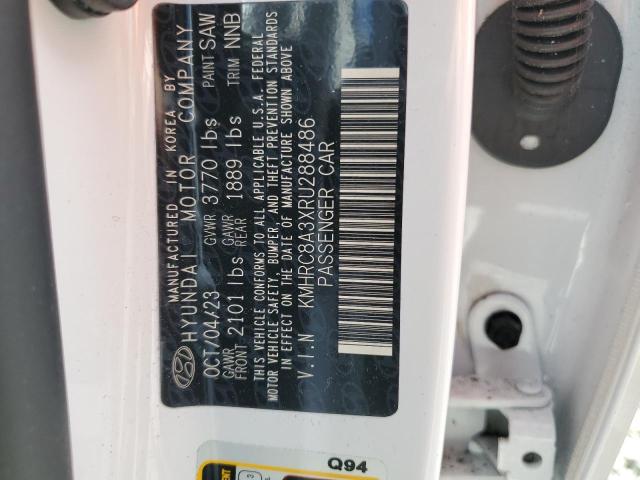 MANUFACTURED IN KOREA BY
HYUNDAI MOTOR COMPANY
PAINT SAW
OCT/04/23 GVWR 3770 lbs TRIM NNB
GAWR FRONT 2101 lbs GAWR REAR 1889 lbs
THIS VEHICLE CONFORMS TO ALL APPLICABLE U.S.A. FEDERAL
MOTOR VEHICLE SAFETY, BUMPER, AND THEFT PREVENTION STANDARDS
IN EFFECT ON THE DATE OF MANUFACTURE SHOWN ABOVE
V.I.N KMHRC8A3XRU288486
PASSENGER CAR
Q94